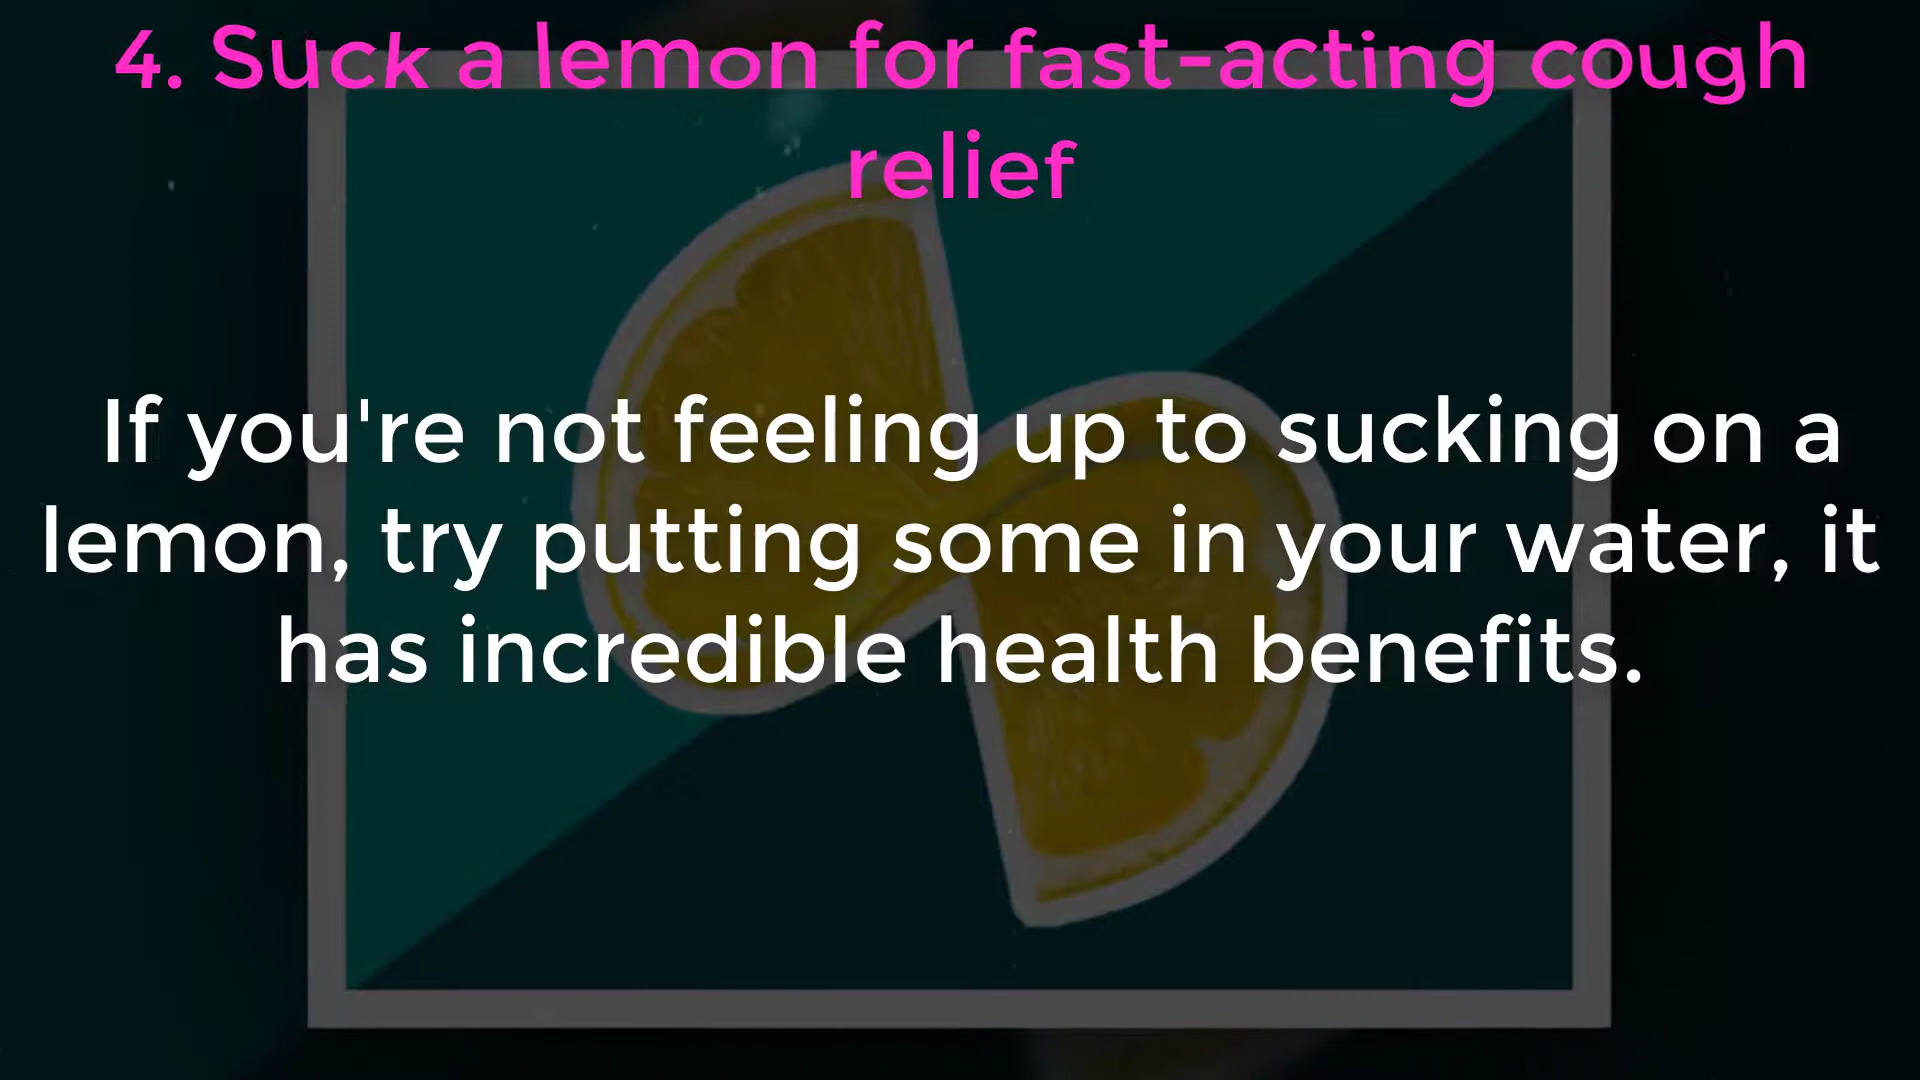 4. Suck a lemon for fast-acting cough
relief
If you're not feeling up to sucking on a
lemon, try putting some in your water, it
has incredible health benefits.